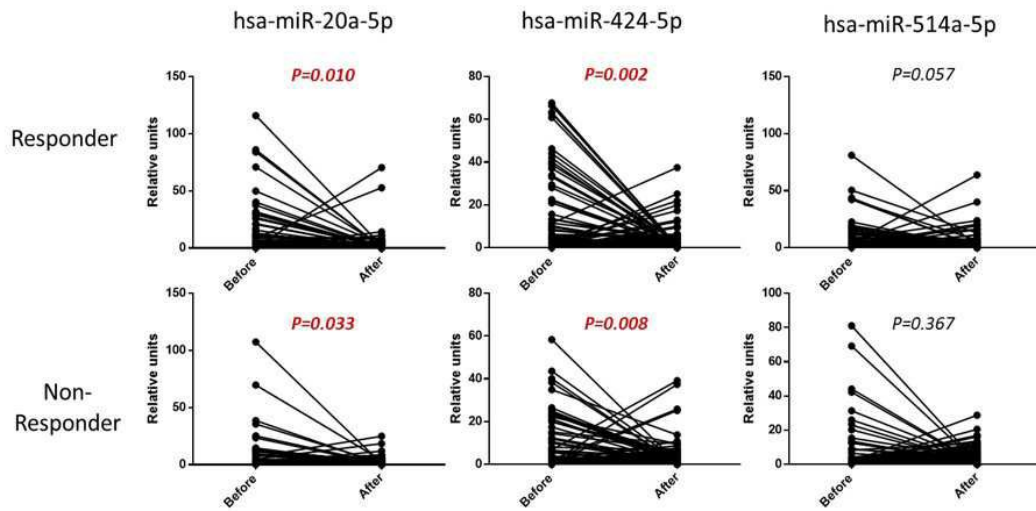 hsa-miR-20a-5p
hsa-miR-424-5p
hsa-miR-514a-5p
Responder
Relative units
150
100
50
0
P=0.010
Before
After
Relative units
80
60
40
20
0
P=0.002
Before
After
Relative units
150
100
50
0
P=0.057
Before
After
Non-
Responder
Relative units
150
100
50
0
P=0.033
Before
After
Relative units
80
60
40
20
0
P=0.008
Before
After
Relative units
100
80
60
40
20
0
P=0.367
Before
After